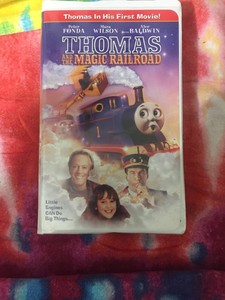 Thomas In His First Movie!
Peter Mara Alec
FONDA WILSON BALDWIN
THOMAS
AND THE MAGIC RAILROAD
Little
Engines
CAN Do
Big Things...